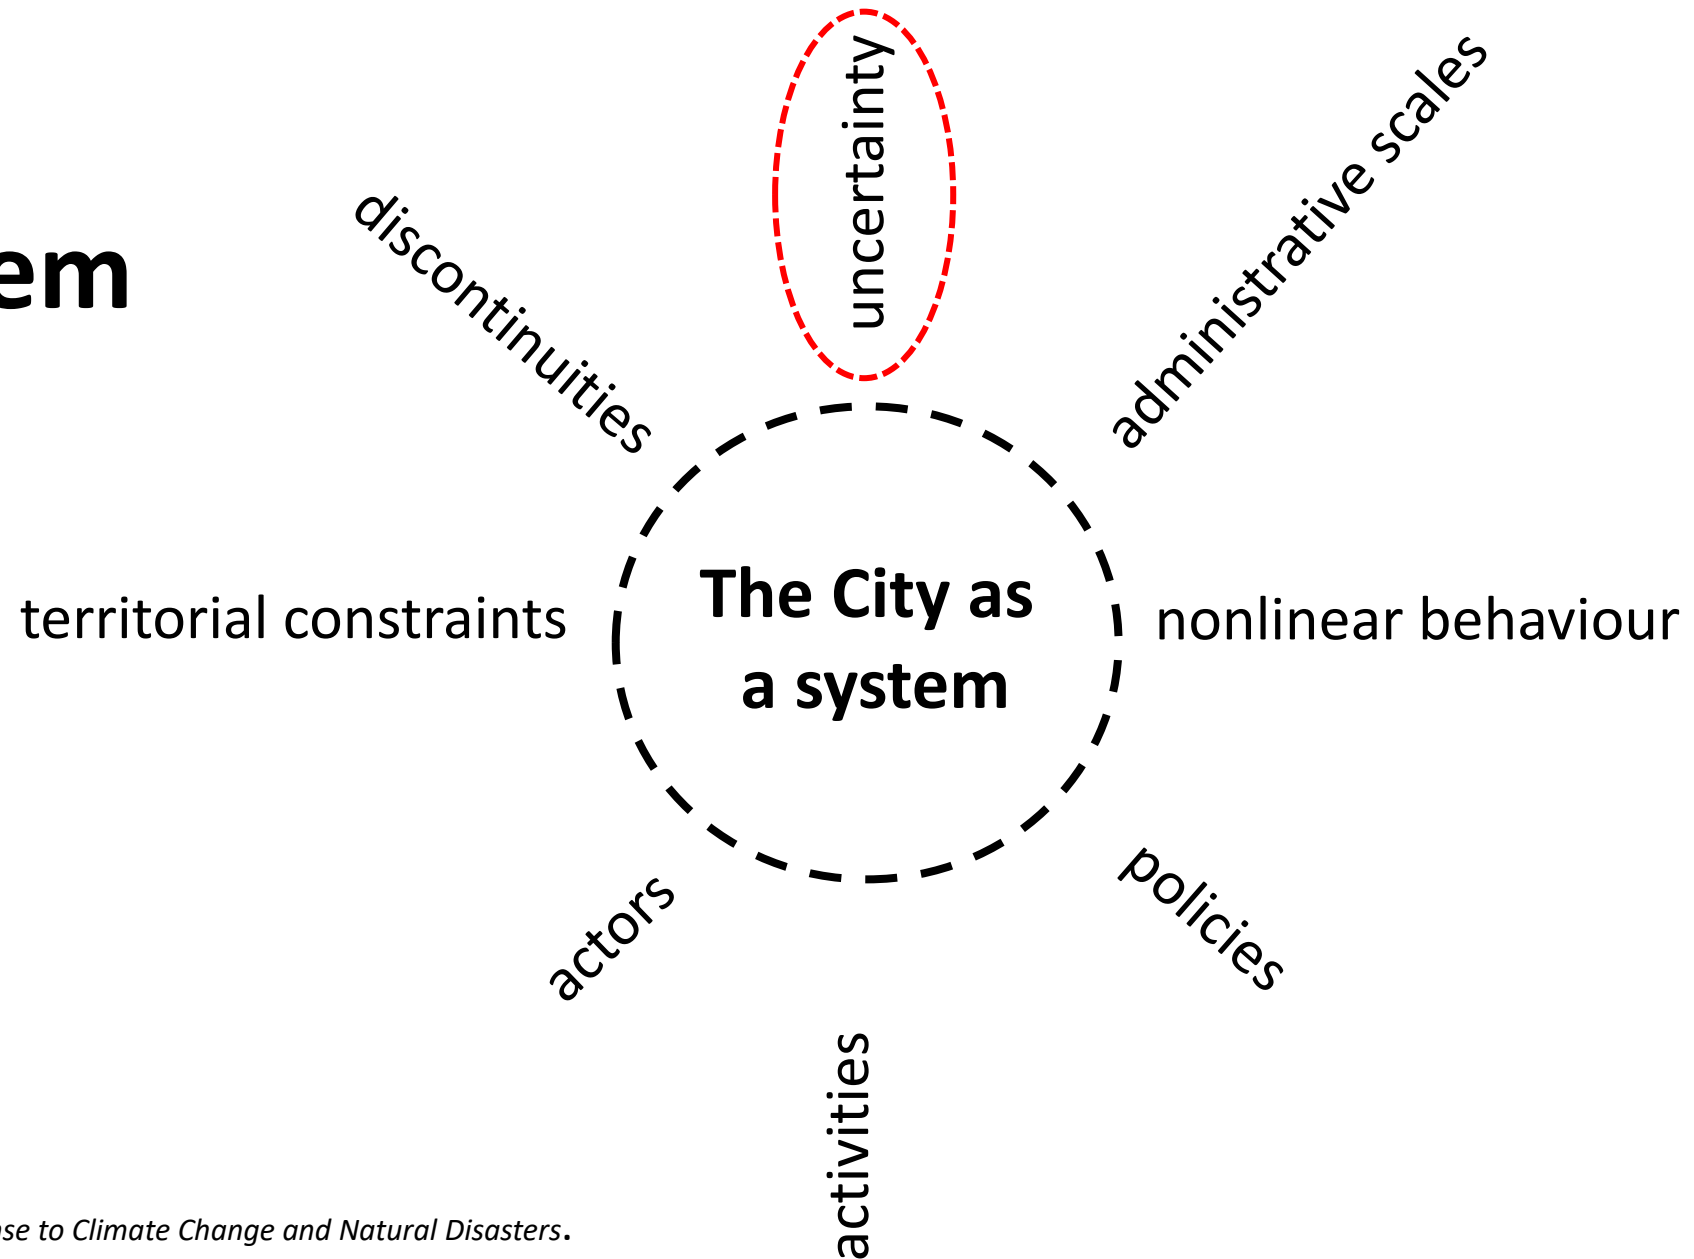 uncertainty
administrative scales
discontinuities
em
The City as
a system
territorial constraints
nonlinear behaviour
policies
actors
activities
se to Climate Change and Natural Disasters.